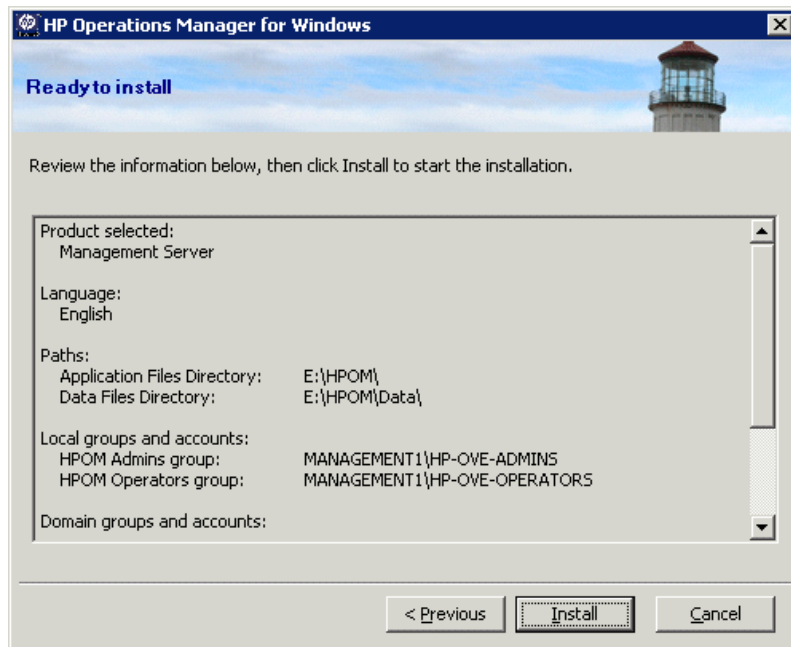 HP Operations Manager for Windows
Ready to install
Review the information below, then click Install to start the installation.
Product selected:
Management Server
Language:
English
Paths:
Application Files Directory: E:\HPOM\
Data Files Directory: E:\HPOM\Data\
Local groups and accounts:
HPOM Admins group: MANAGEMENT1\HP-OVE-ADMINS
HPOM Operators group: MANAGEMENT1\HP-OVE-OPERATORS
Domain groups and accounts:
< Previous Install Cancel